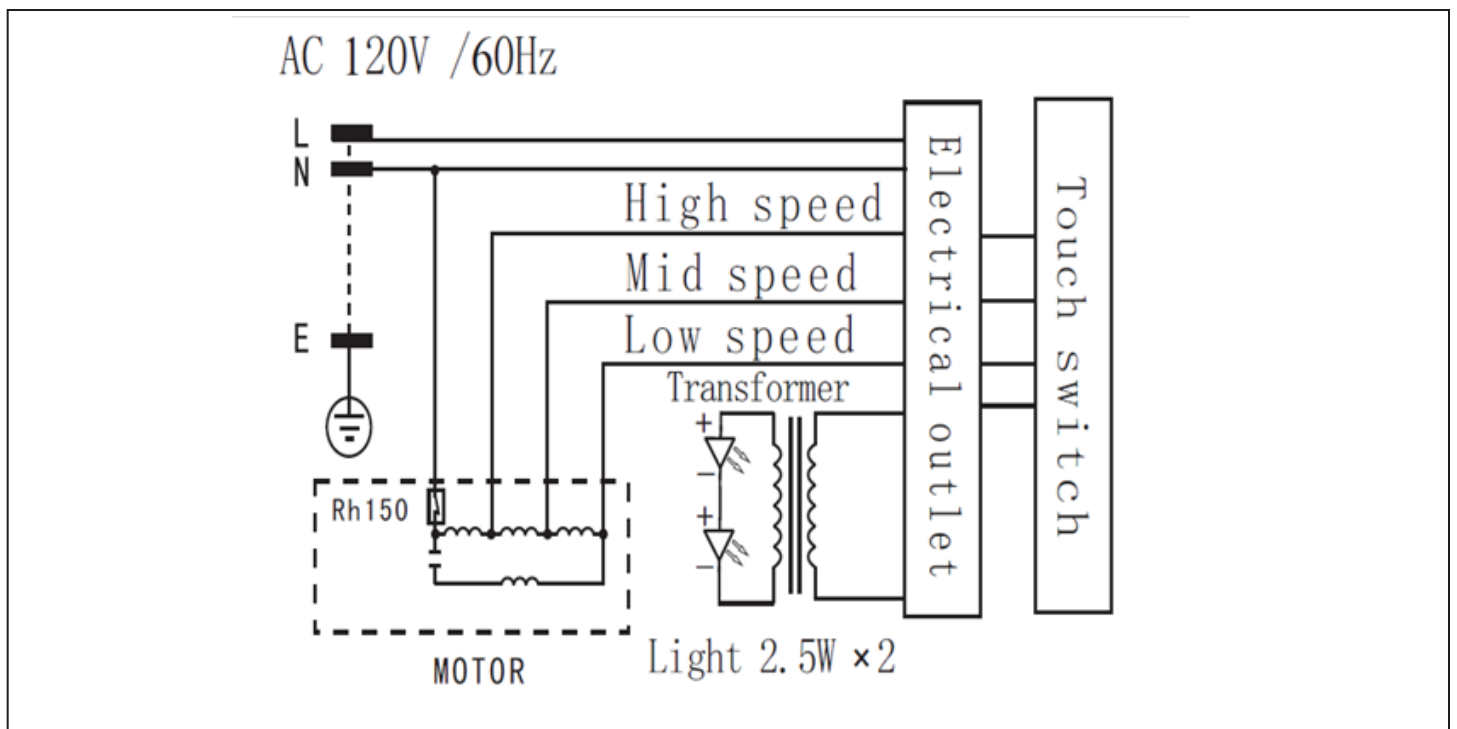 AC 120V /60Hz
L
N
High speed
Mid speed
Low speed
E
Transformer
+
−
+
−
Rh150
MOTOR
Light 2.5W ×2
Electrical outlet
Touch switch